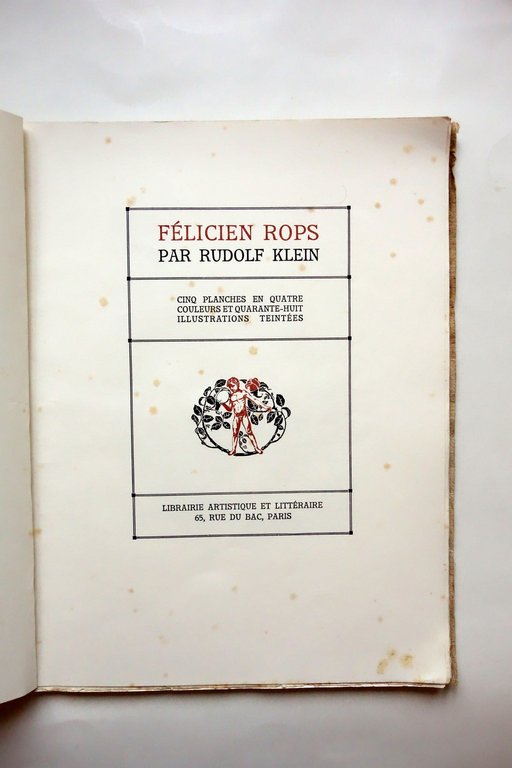 FÉLICIEN ROPS
PAR RUDOLF KLEIN
CINQ PLANCHES EN QUATRE
COULEURS ET QUARANTE-HUIT
ILLUSTRATIONS TEINTÉES
LIBRAIRIE ARTISTIQUE ET LITTÉRAIRE
65, RUE DU BAC, PARIS